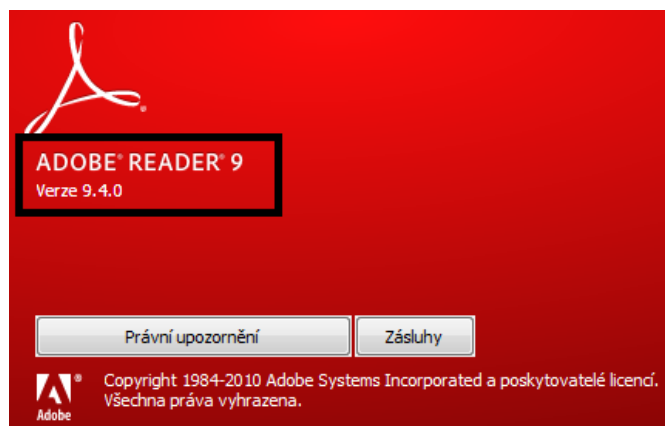 ADOBE® READER® 9
Verze 9.4.0
Právní upozornění
Zásluhy
Copyright 1984-2010 Adobe Systems Incorporated a poskytovatelé licencí.
Všechna práva vyhrazena.
Adobe